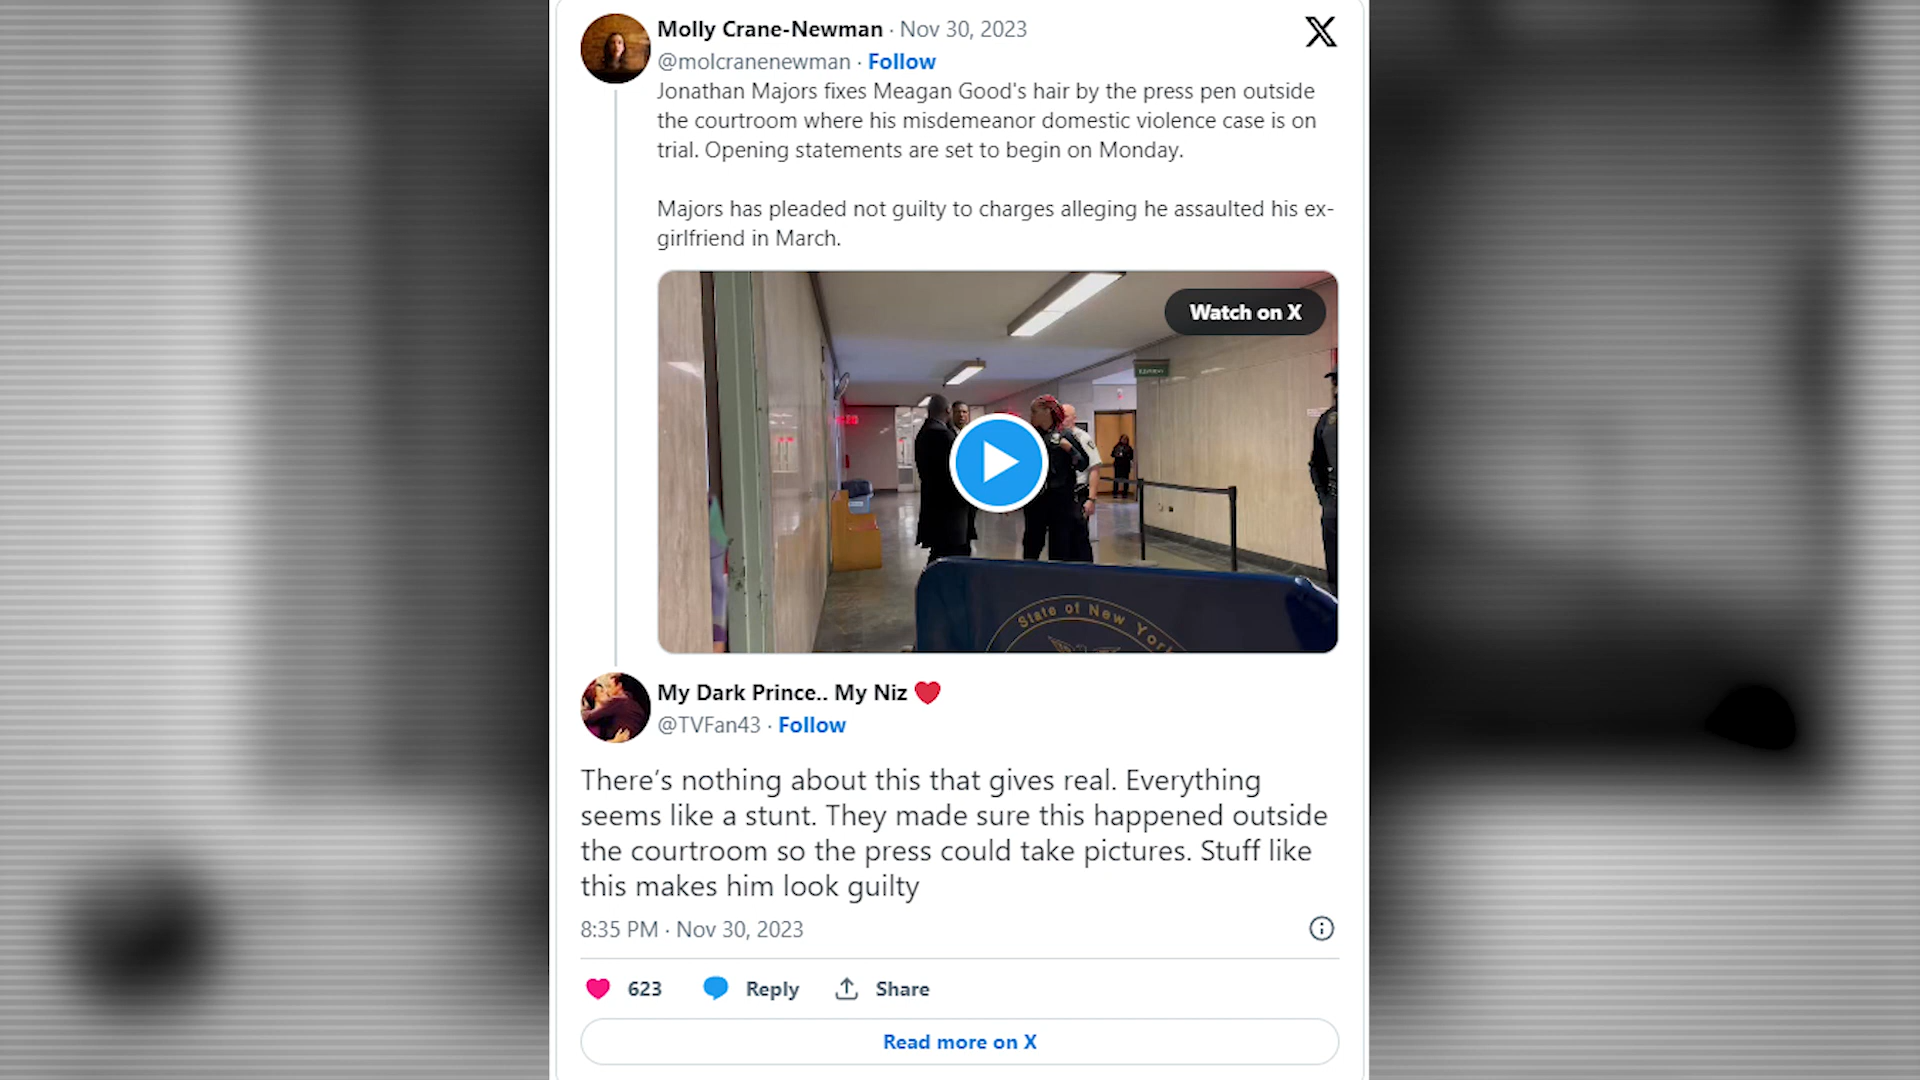 Molly Crane-Newman · Nov 30, 2023
@molcranenewman · Follow
Jonathan Majors fixes Meagan Good's hair by the press pen outside
the courtroom where his misdemeanor domestic violence case is on
trial. Opening statements are set to begin on Monday.
Majors has pleaded not guilty to charges alleging he assaulted his ex-
girlfriend in March.
Watch on X
State of New York
My Dark Prince.. My Niz ❤️
@TVFan43 · Follow
There’s nothing about this that gives real. Everything
seems like a stunt. They made sure this happened outside
the courtroom so the press could take pictures. Stuff like
this makes him look guilty
8:35 PM · Nov 30, 2023
623 Reply Share
Read more on X